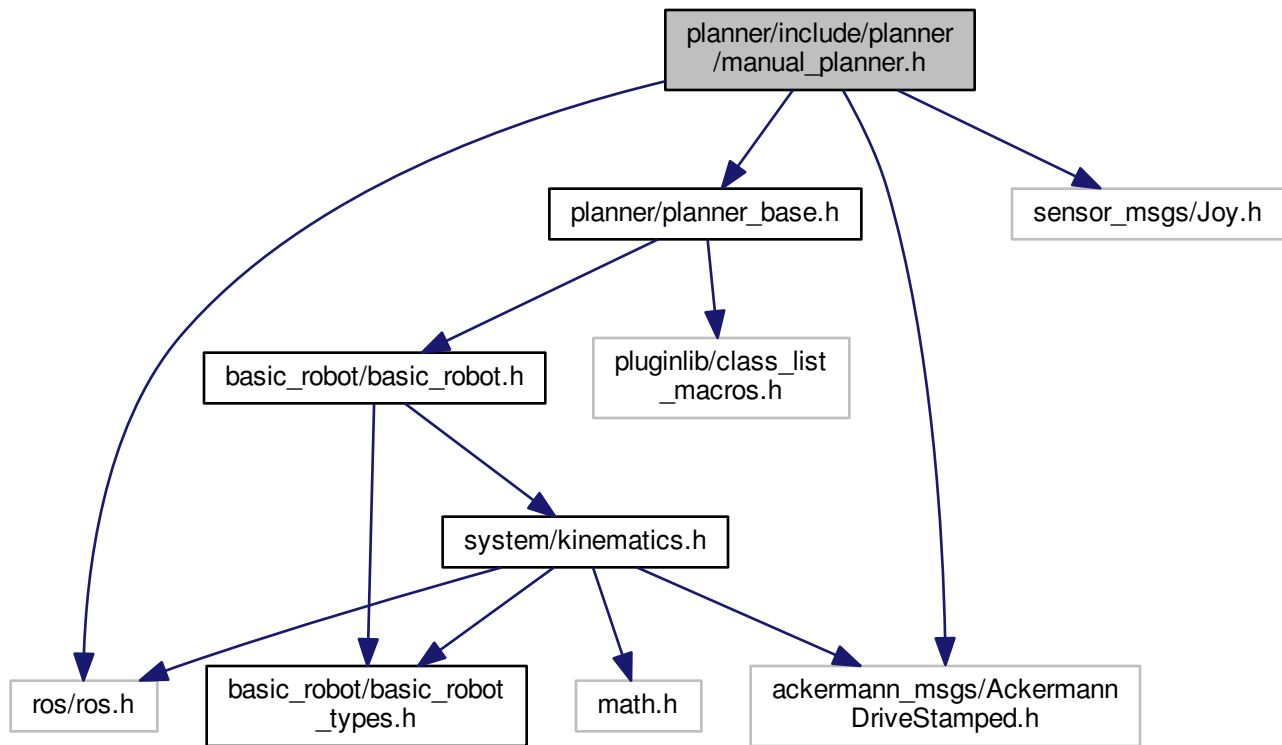 planner/include/planner
/manual_planner.h
planner/planner_base.h
sensor_msgs/Joy.h
basic_robot/basic_robot.h
pluginlib/class_list
_macros.h
system/kinematics.h
ros/ros.h
basic_robot/basic_robot
_types.h
math.h
ackermann_msgs/Ackermann
DriveStamped.h